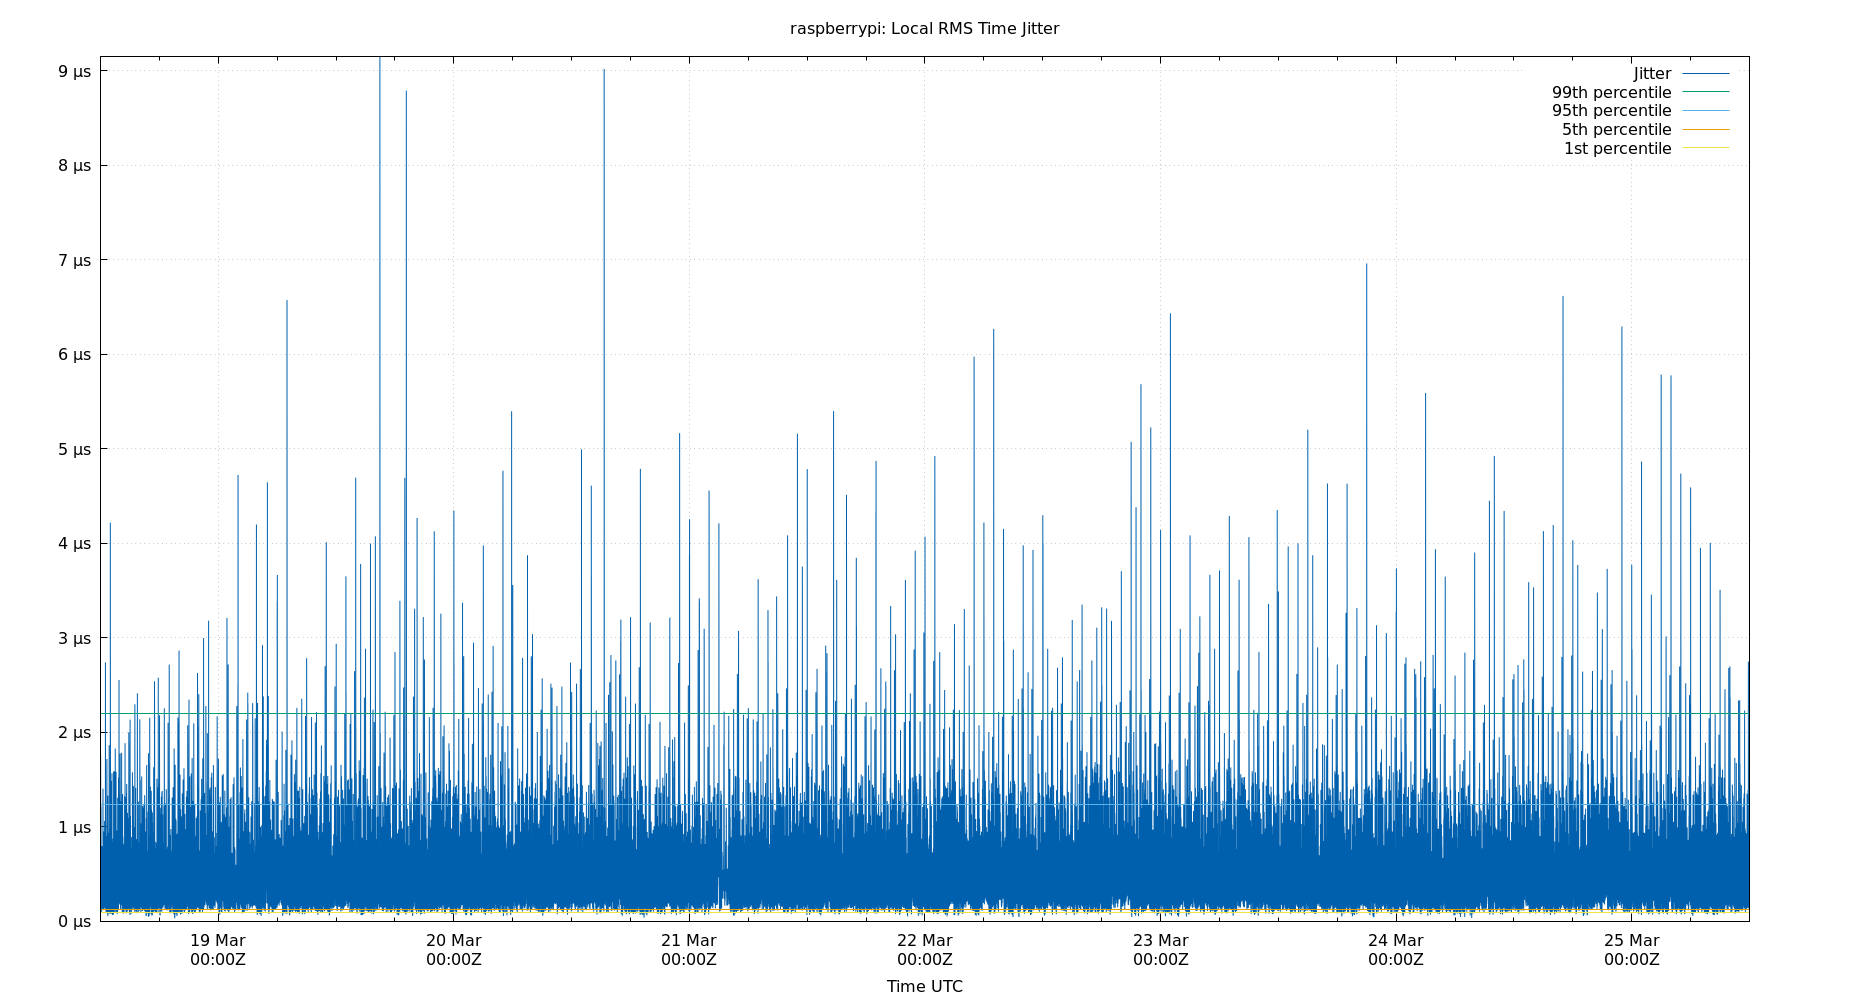 raspberrypi: Local RMS Time Jitter
9 µs
8 µs
7 µs
6 µs
5 µs
4 µs
3 µs
2 µs
1 µs
0 µs
Jitter
99th percentile
95th percentile
5th percentile
1st percentile
19 Mar 20 Mar 21 Mar 22 Mar 23 Mar 24 Mar 25 Mar
00:00Z 00:00Z 00:00Z 00:00Z 00:00Z 00:00Z 00:00Z
Time UTC